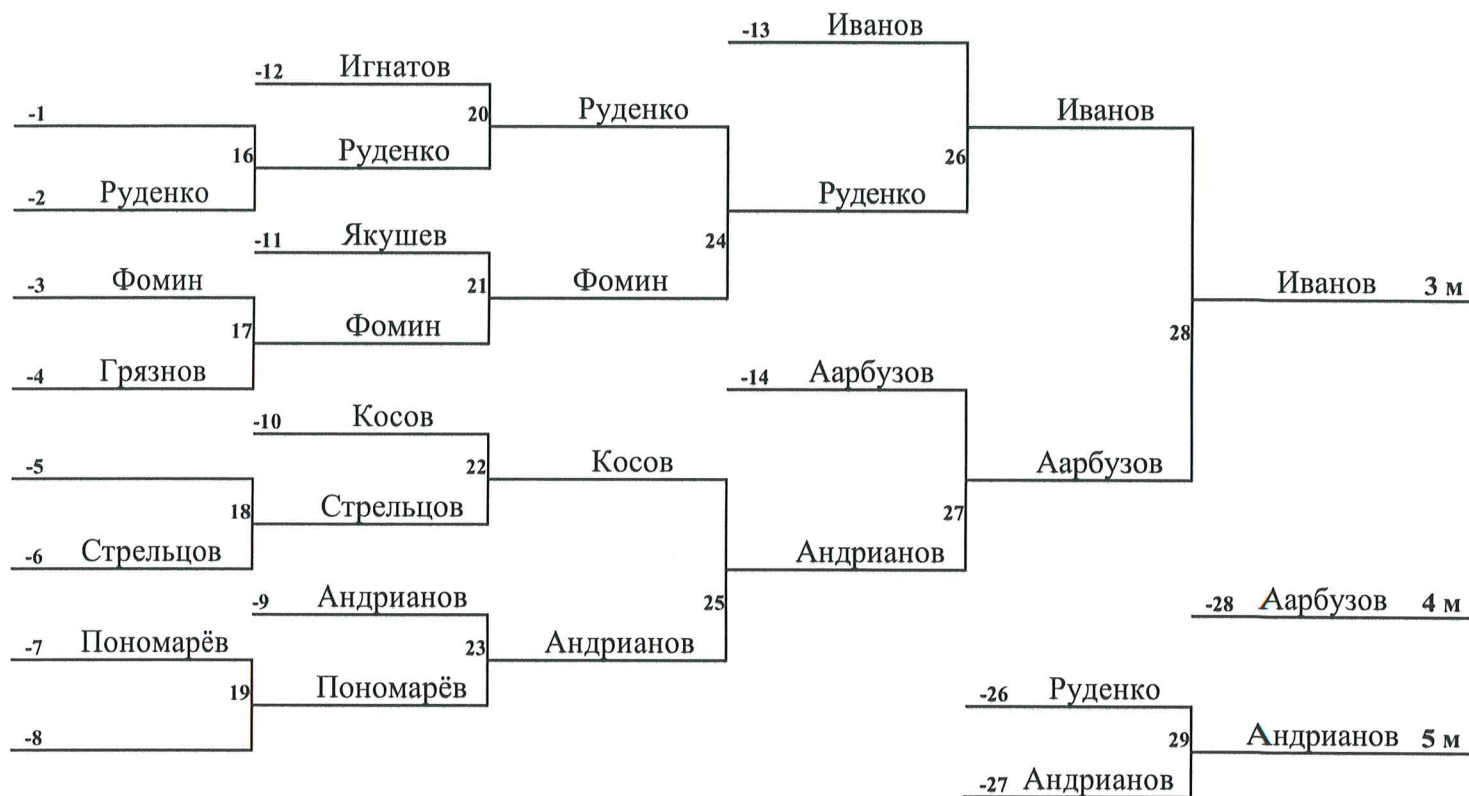 -13 Иванов
-12 Игнатов
-1
20 Руденко
Иванов
16 Руденко
26
-2 Руденко
Руденко
-11 Якушев
24
-3 Фомин
21 Фомин
Иванов 3 м
17 Фомин
28
-4 Грязнов
-14 Аарбузов
-10 Косов
-5
22 Косов
Аарбузов
18 Стрельцов
27
-6 Стрельцов
Андрианов
-9 Андрианов
25
-28 Аарбузов 4 м
-7 Пономарёв
23 Андрианов
19 Пономарёв
-26 Руденко
-8
29 Андрианов 5 м
-27 Андрианов